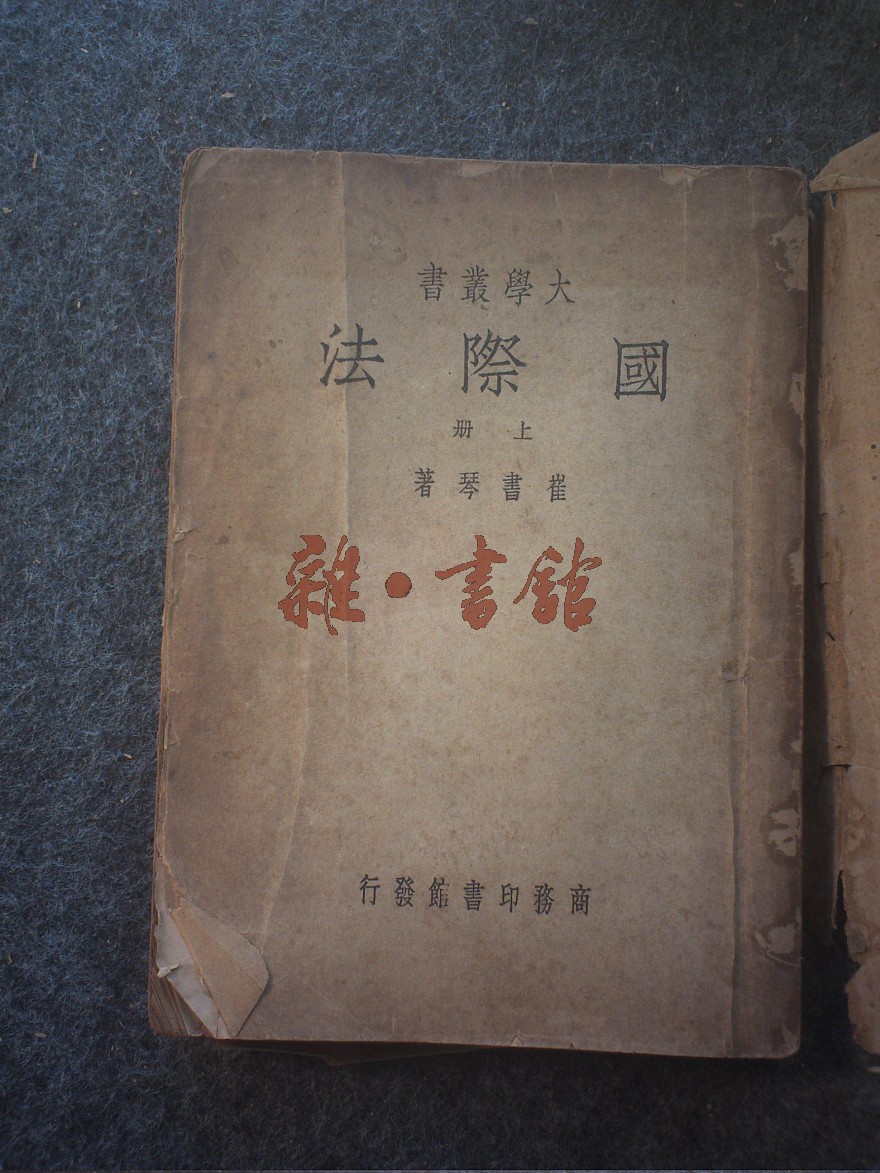 大學叢書
國際法
上册
崔書琴著
雜·書館
商務印書館發行